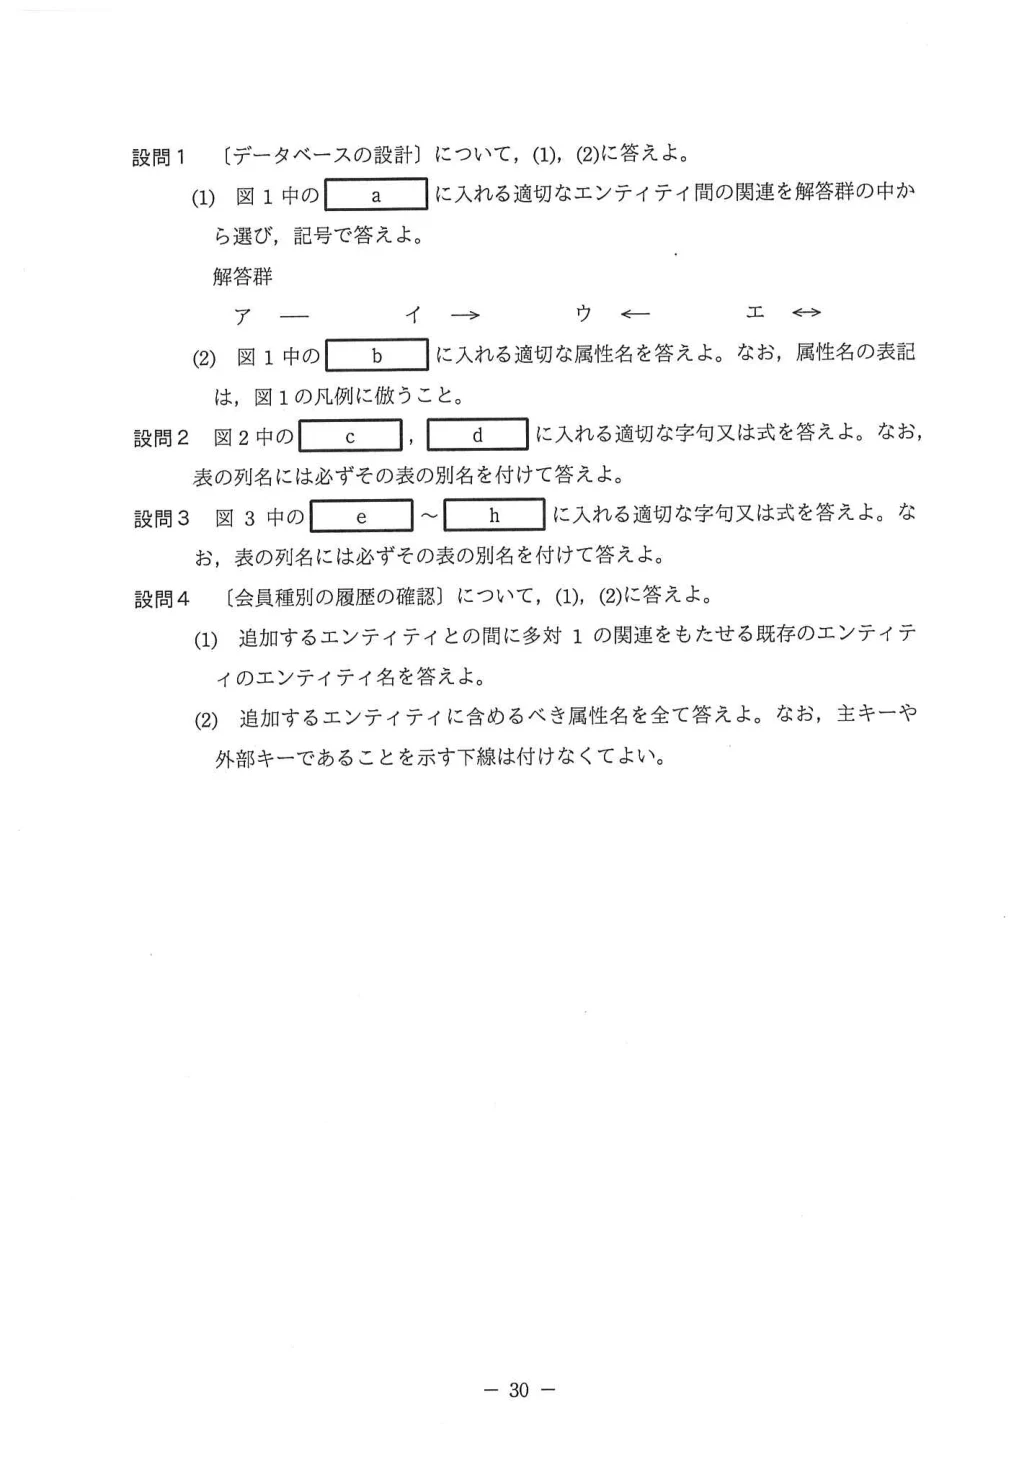 設問1　〔データベースの設計〕について，(1)，(2)に答えよ。
(1)　図1中の a に入れる適切なエンティティ間の関連を解答群の中か
ら選び，記号で答えよ。
解答群
ア　―　イ　→　ウ　←　エ　↔
(2)　図1中の b に入れる適切な属性名を答えよ。なお，属性名の表記
は，図1の凡例に倣うこと。
設問2　図2中の c ， d に入れる適切な字句又は式を答えよ。なお，
表の列名には必ずその表の別名を付けて答えよ。
設問3　図3中の e ～ h に入れる適切な字句又は式を答えよ。な
お，表の列名には必ずその表の別名を付けて答えよ。
設問4　〔会員種別の履歴の確認〕について，(1)，(2)に答えよ。
(1)　追加するエンティティとの間に多対1の関連をもたせる既存のエンティテ
ィのエンティティ名を答えよ。
(2)　追加するエンティティに含めるべき属性名を全て答えよ。なお，主キーや
外部キーであることを示す下線は付けなくてよい。
― 30 ―